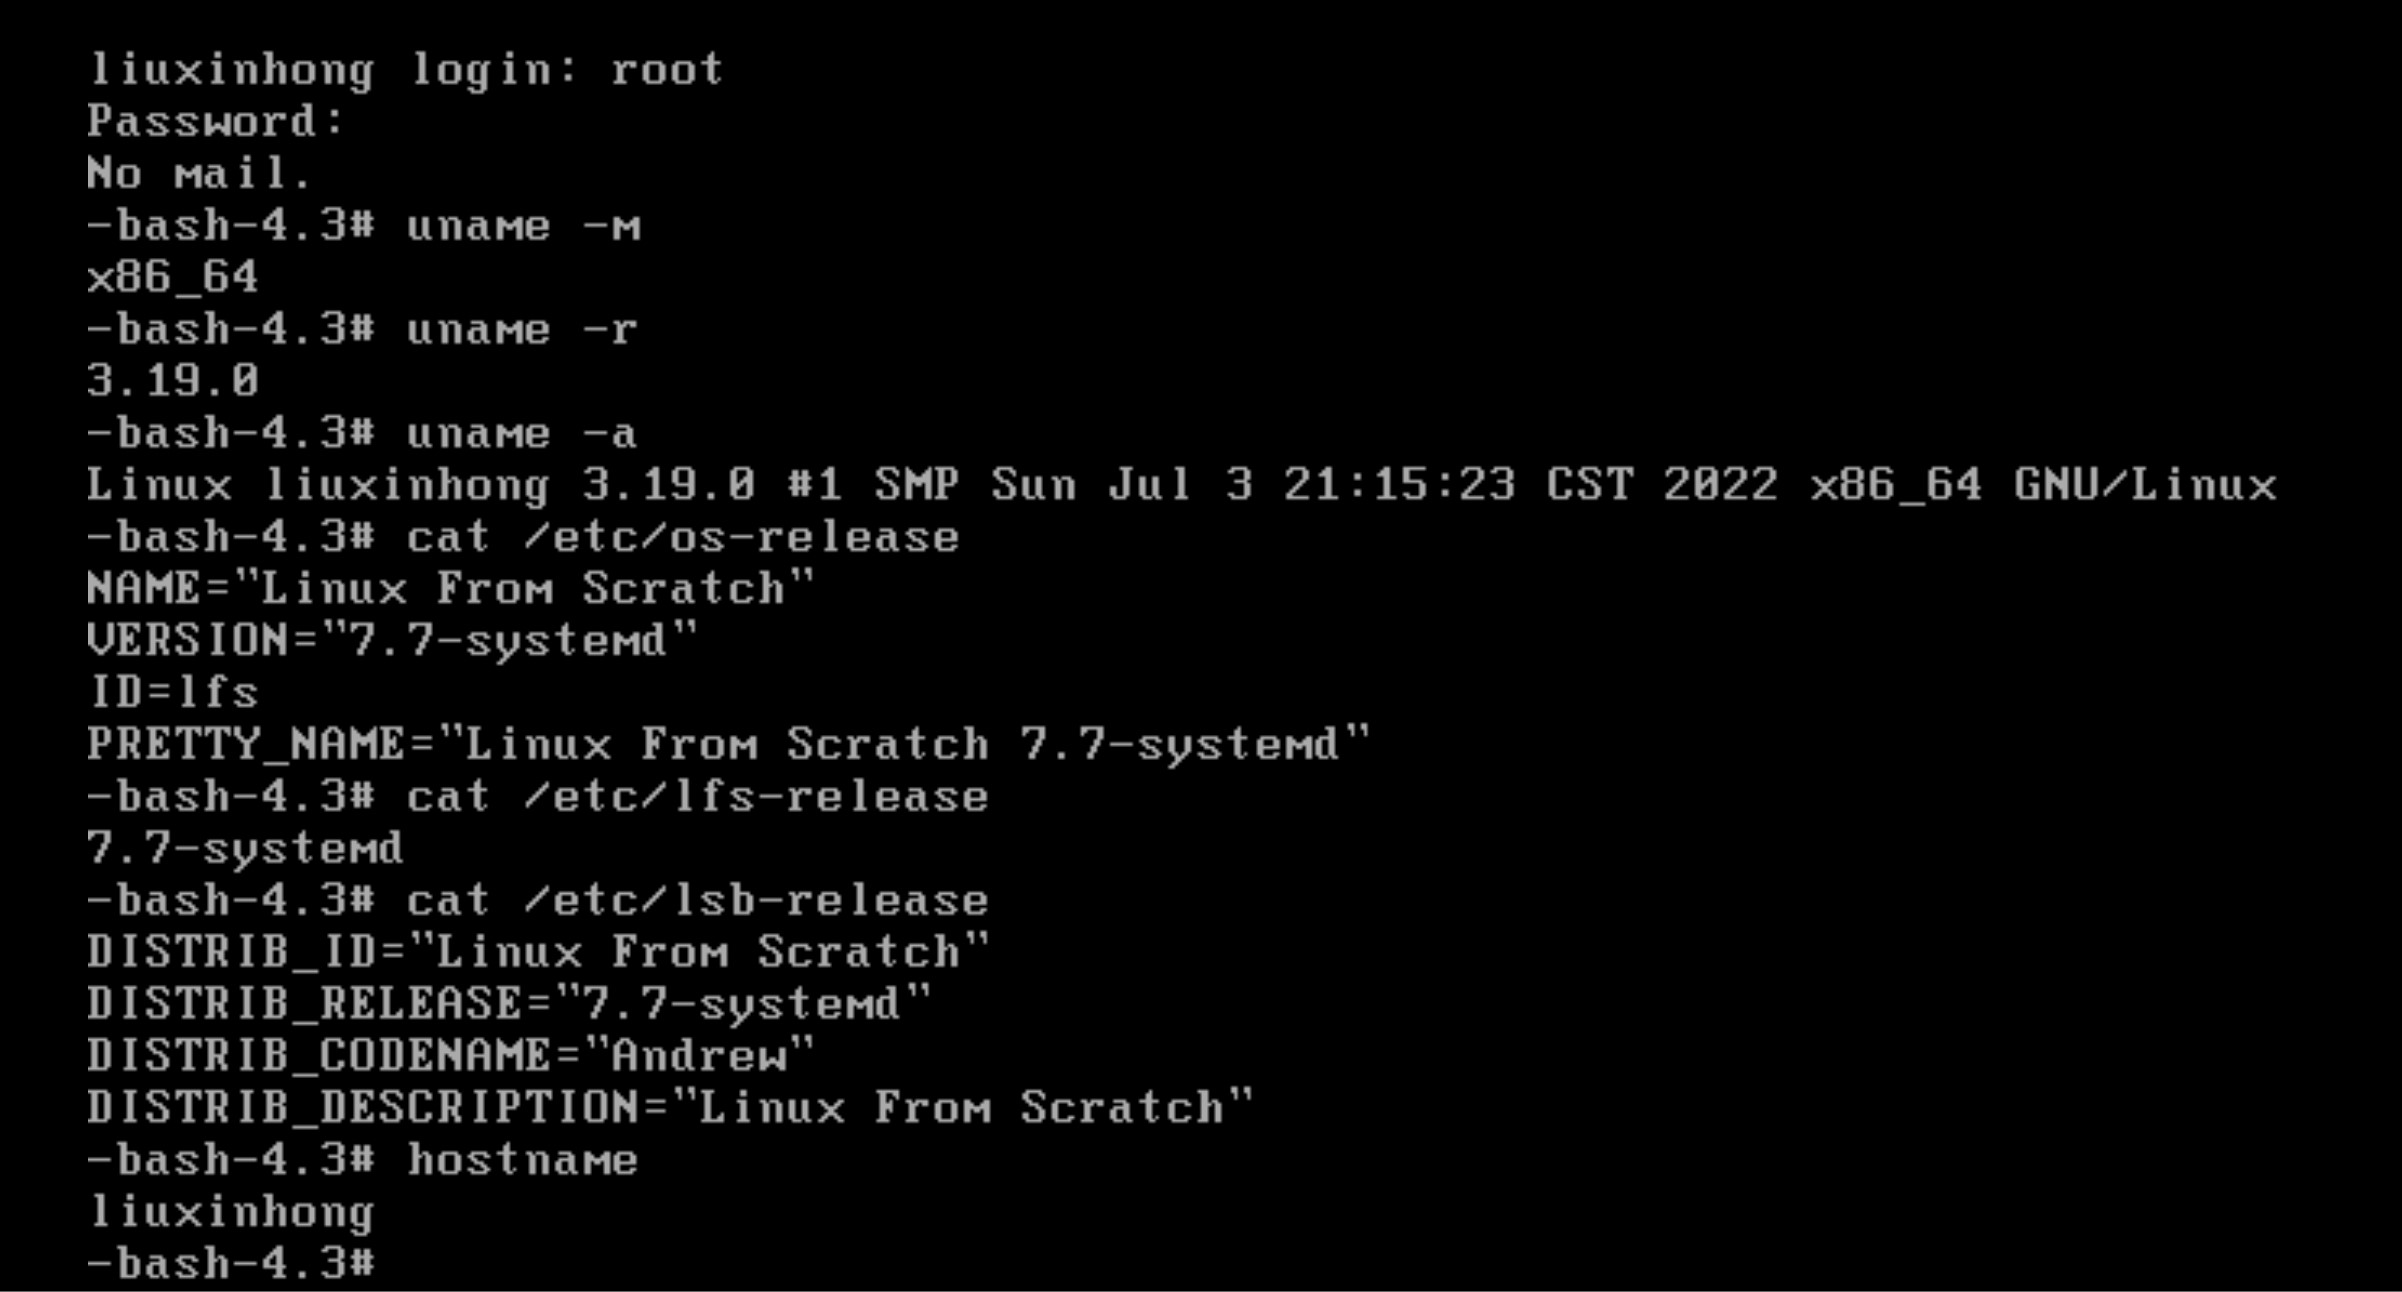 liuxinhong login: root
Password:
No mail.
-bash-4.3# uname -m
x86_64
-bash-4.3# uname -r
3.19.0
-bash-4.3# uname -a
Linux liuxinhong 3.19.0 #1 SMP Sun Jul 3 21:15:23 CST 2022 x86_64 GNU/Linux
-bash-4.3# cat /etc/os-release
NAME="Linux From Scratch"
VERSION="7.7-systemd"
ID=lfs
PRETTY_NAME="Linux From Scratch 7.7-systemd"
-bash-4.3# cat /etc/lfs-release
7.7-systemd
-bash-4.3# cat /etc/lsb-release
DISTRIB_ID="Linux From Scratch"
DISTRIB_RELEASE="7.7-systemd"
DISTRIB_CODENAME="Andrew"
DISTRIB_DESCRIPTION="Linux From Scratch"
-bash-4.3# hostname
liuxinhong
-bash-4.3#